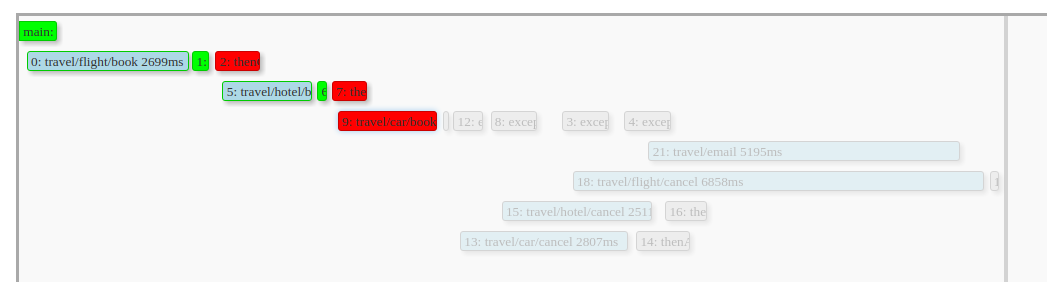 main:
0: travel/flight/book 2699ms 1: 2: then
5: travel/hotel/b 6 7: the
9: travel/car/book 12: e 8: excep 3: excep 4: excep
21: travel/email 5195ms
18: travel/flight/cancel 6858ms 1
15: travel/hotel/cancel 2511 16: the
13: travel/car/cancel 2807ms 14: then/